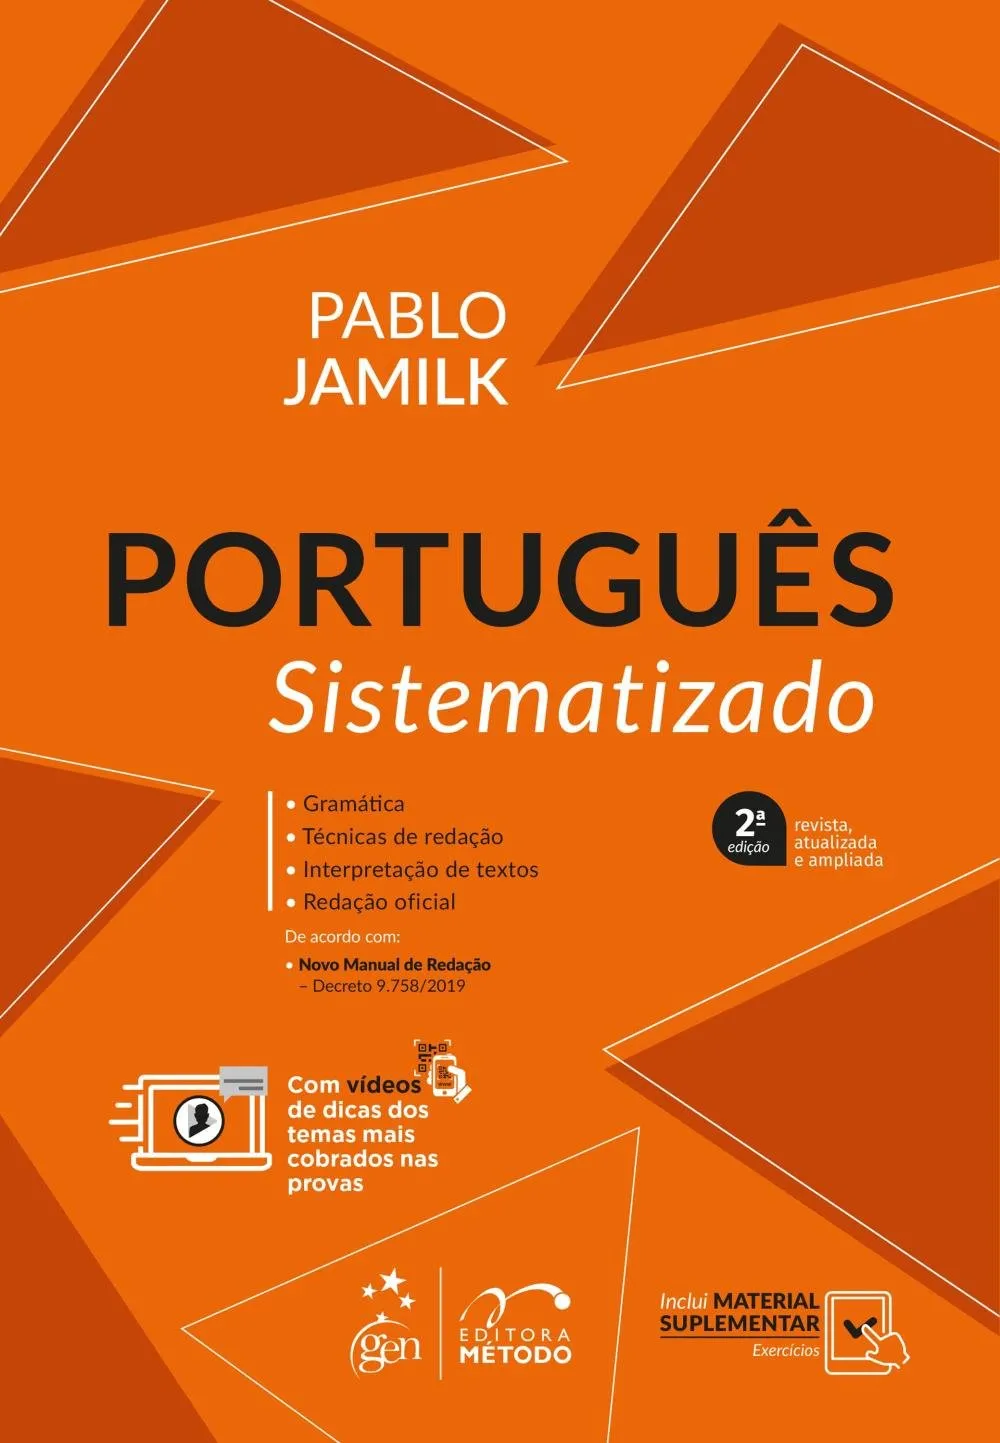 PABLO
JAMILK
PORTUGUÊS
Sistematizado
• Gramática
• Técnicas de redação
• Interpretação de textos
• Redação oficial
De acordo com:
• Novo Manual de Redação
– Decreto 9.758/2019
2ª
edição
revista,
atualizada
e ampliada
Com vídeos
de dicas dos
temas mais
cobrados nas
provas
gen
EDITORA
MÉTODO
Inclui MATERIAL
SUPLEMENTAR
Exercícios